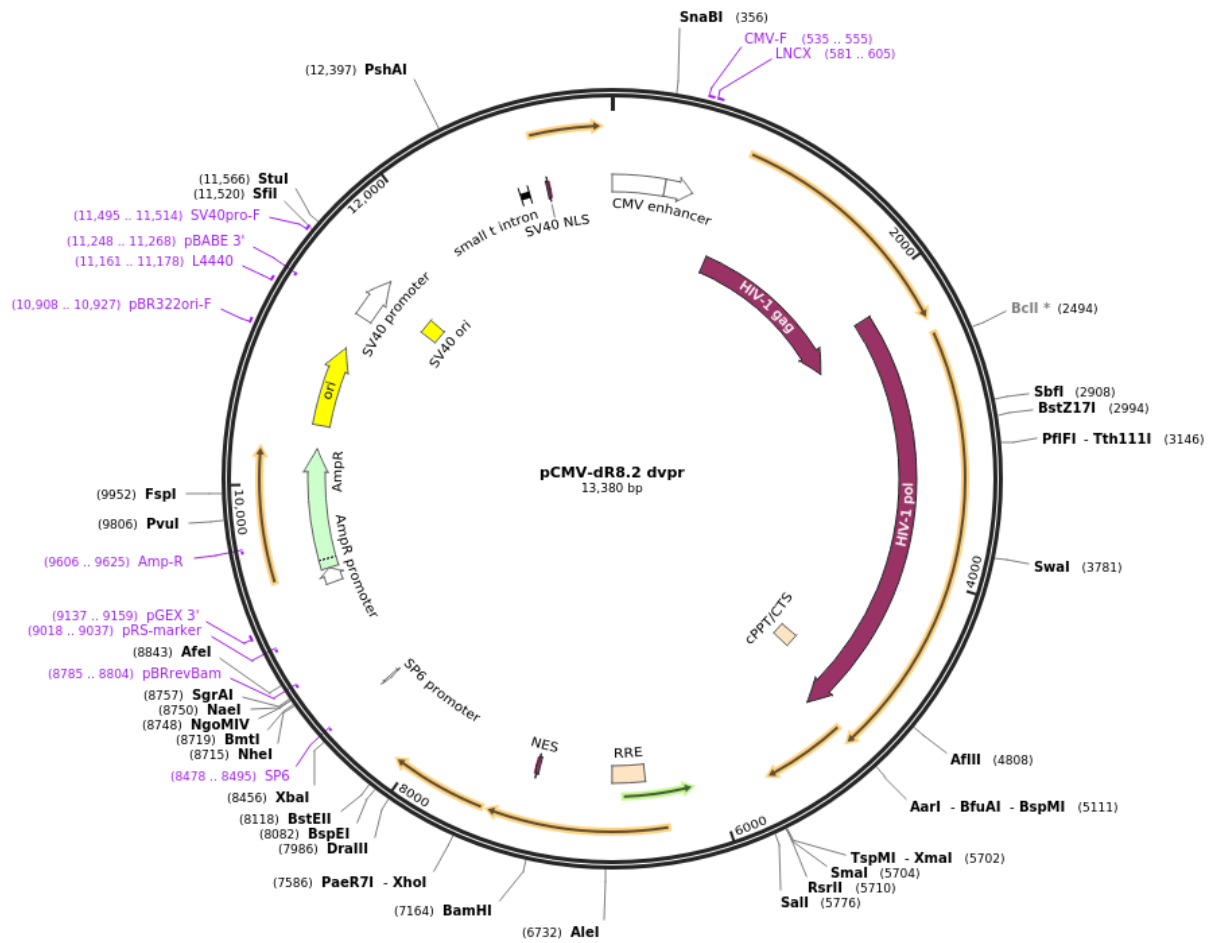 SnaBI (356)
CMV-F (535 .. 555)
LNCX (581 .. 605)
(12,397) PshAI
(11,566) StuI
(11,520) SfiI
(11,495 .. 11,514) SV40pro-F
(11,248 .. 11,268) pBABE 3'
(11,161 .. 11,178) L4440
(10,908 .. 10,927) pBR322ori-F
12,000
small t intron
SV40 NLS
CMV enhancer
2000
BclI * (2494)
SbfI (2908)
BstZ17I (2994)
PflFI - Tth111I (3146)
HIV-1 gag
HIV-1 pol
SV40 promoter
SV40 ori
ori
pCMV-dR8.2 dvpr
13,380 bp
AmpR
AmpR promoter
10,000
(9952) FspI
(9806) PvuI
(9606 .. 9625) Amp-R
SwaI (3781)
4000
cPPT/CTS
(9137 .. 9159) pGEX 3'
(9018 .. 9037) pRS-marker
(8843) AfeI
(8785 .. 8804) pBRrevBam
(8757) SgrAI
(8750) NaeI
(8748) NgoMIV
(8719) BmtI
(8715) NheI
(8478 .. 8495) SP6
(8456) XbaI
(8118) BstEII
(8082) BspEI
(7986) DraIII
SP6 promoter
NES
RRE
8000
6000
AflII (4808)
AarI - BfuAI - BspMI (5111)
TspMI - XmaI (5702)
SmaI (5704)
RsrII (5710)
SalI (5776)
(7586) PaeR7I - XhoI
(7164) BamHI
(6732) AleI